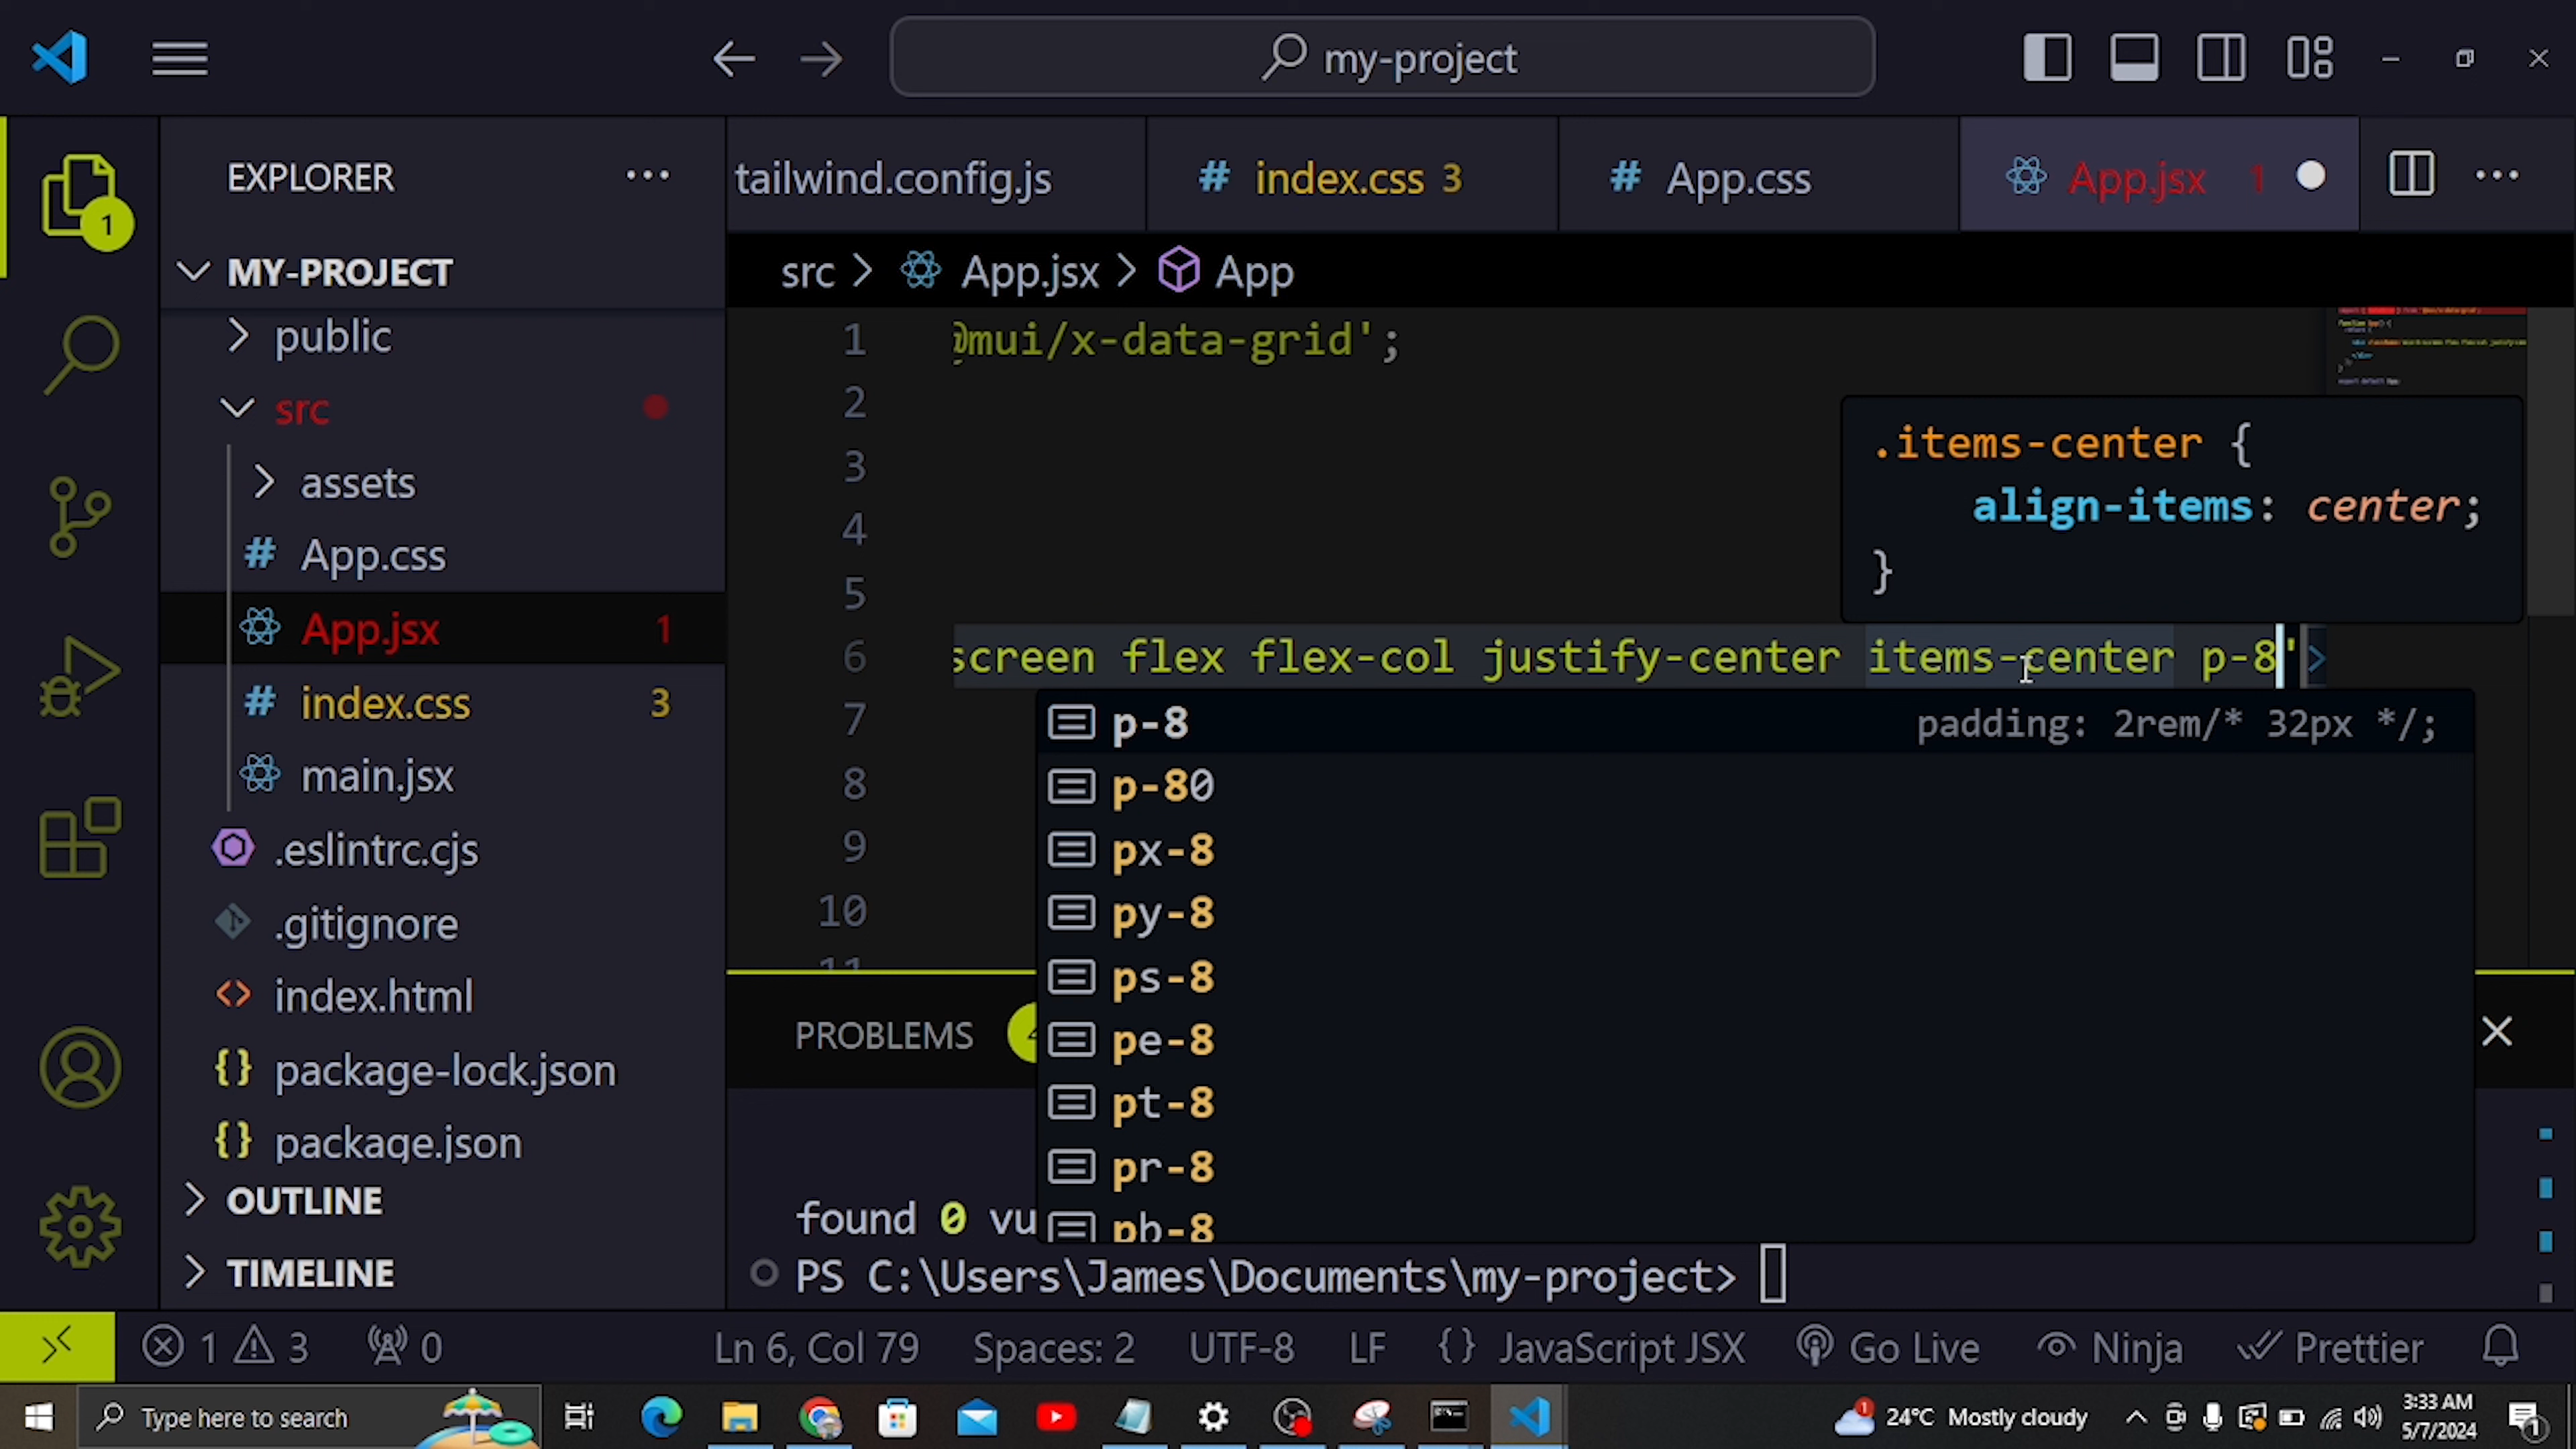 my-project
EXPLORER
MY-PROJECT
public
src
assets
App.css
App.jsx 1
index.css 3
main.jsx
.eslintrc.cjs
.gitignore
index.html
package-lock.json
package.json
OUTLINE
TIMELINE
1
tailwind.config.js
# index.css 3
# App.css
App.jsx 1
src > App.jsx > App
1 @mui/x-data-grid';
2
3
4
5
6 screen flex flex-col justify-center items-center p-8'>
7
8
9
10
11
.items-center {
align-items: center;
}
p-8 padding: 2rem/* 32px */;
p-80
px-8
py-8
ps-8
pe-8
pt-8
pr-8
pb-8
PROBLEMS
found 0 vu
PS C:\Users\James\Documents\my-project>
1 3 0 Ln 6, Col 79 Spaces: 2 UTF-8 LF {} JavaScript JSX Go Live Ninja Prettier
Type here to search
1 24°C Mostly cloudy
3:33 AM
5/7/2024
1